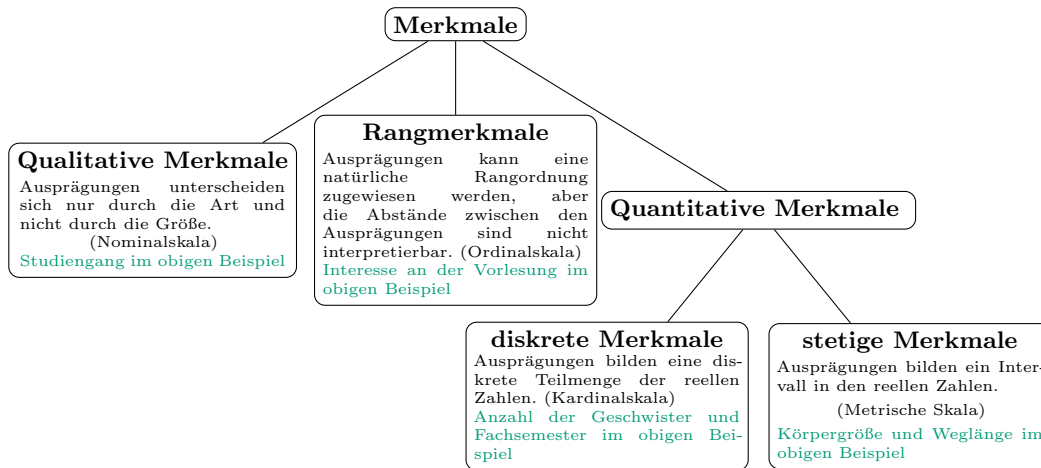 Merkmale
Qualitative Merkmale
Ausprägungen unterscheiden
sich nur durch die Art und
nicht durch die Größe.
(Nominalskala)
Studiengang im obigen Beispiel
Rangmerkmale
Ausprägungen kann eine
natürliche Rangordnung
zugewiesen werden, aber
die Abstände zwischen den
Ausprägungen sind nicht
interpretierbar. (Ordinalskala)
Interesse an der Vorlesung im
obigen Beispiel
Quantitative Merkmale
diskrete Merkmale
Ausprägungen bilden eine dis-
krete Teilmenge der reellen
Zahlen. (Kardinalskala)
Anzahl der Geschwister und
Fachsemester im obigen Bei-
spiel
stetige Merkmale
Ausprägungen bilden ein Inter-
vall in den reellen Zahlen.
(Metrische Skala)
Körpergröße und Weglänge im
obigen Beispiel